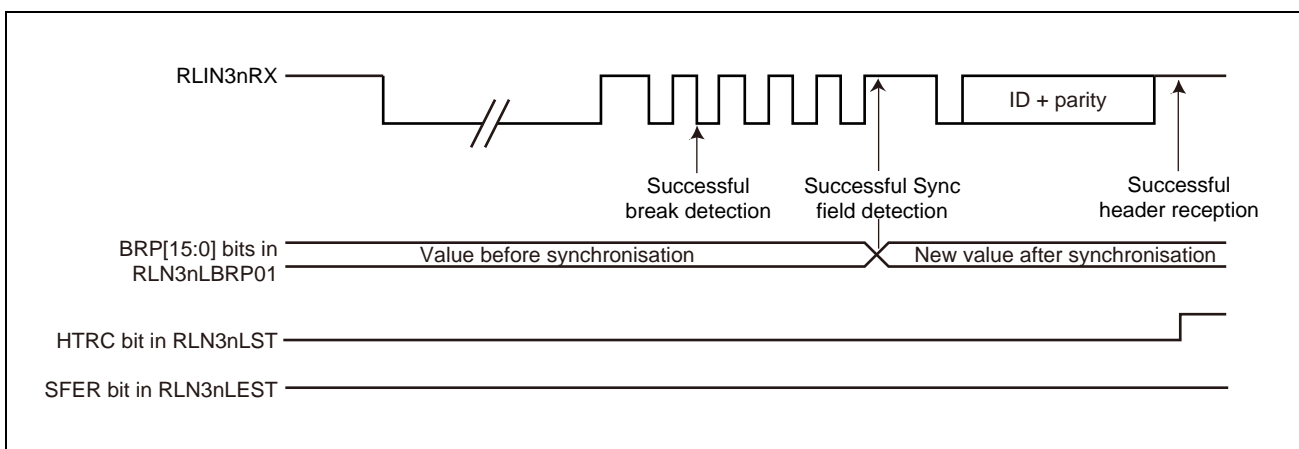 RLIN3nRX
ID + parity
Successful
break detection
Successful Sync
field detection
Successful
header reception
BRP[15:0] bits in
RLN3nLBRP01
Value before synchronisation
New value after synchronisation
HTRC bit in RLN3nLST
SFER bit in RLN3nLEST